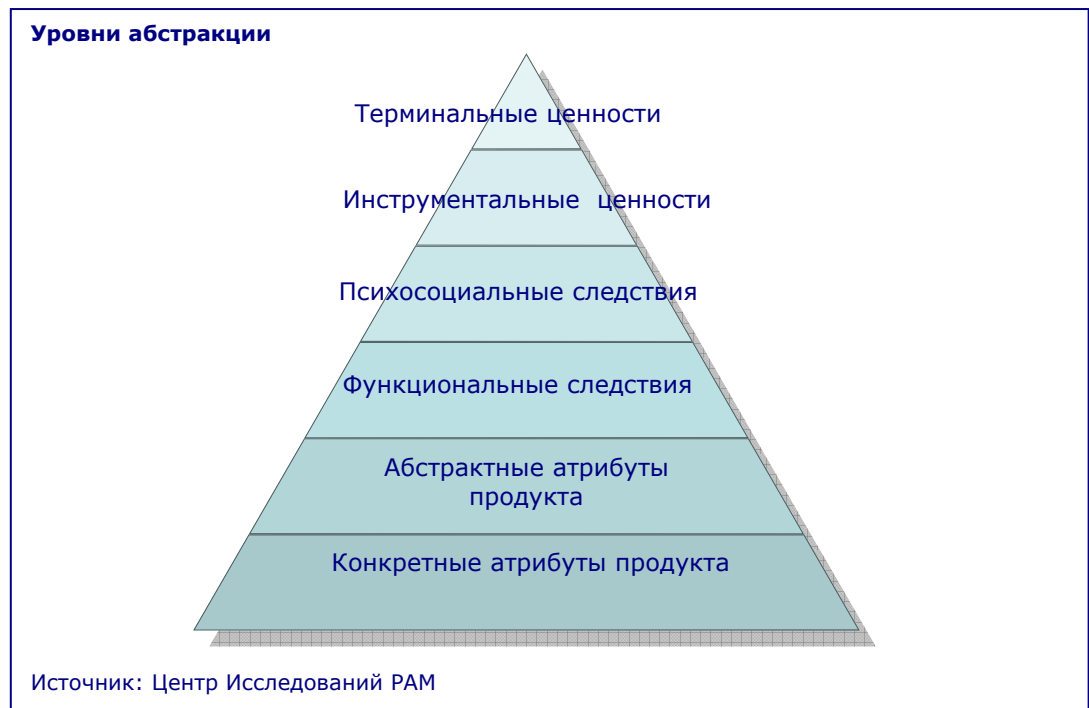 Уровни абстракции
Терминальные ценности
Инструментальные ценности
Психосоциальные следствия
Функциональные следствия
Абстрактные атрибуты
продукта
Конкретные атрибуты продукта
Источник: Центр Исследований РАМ